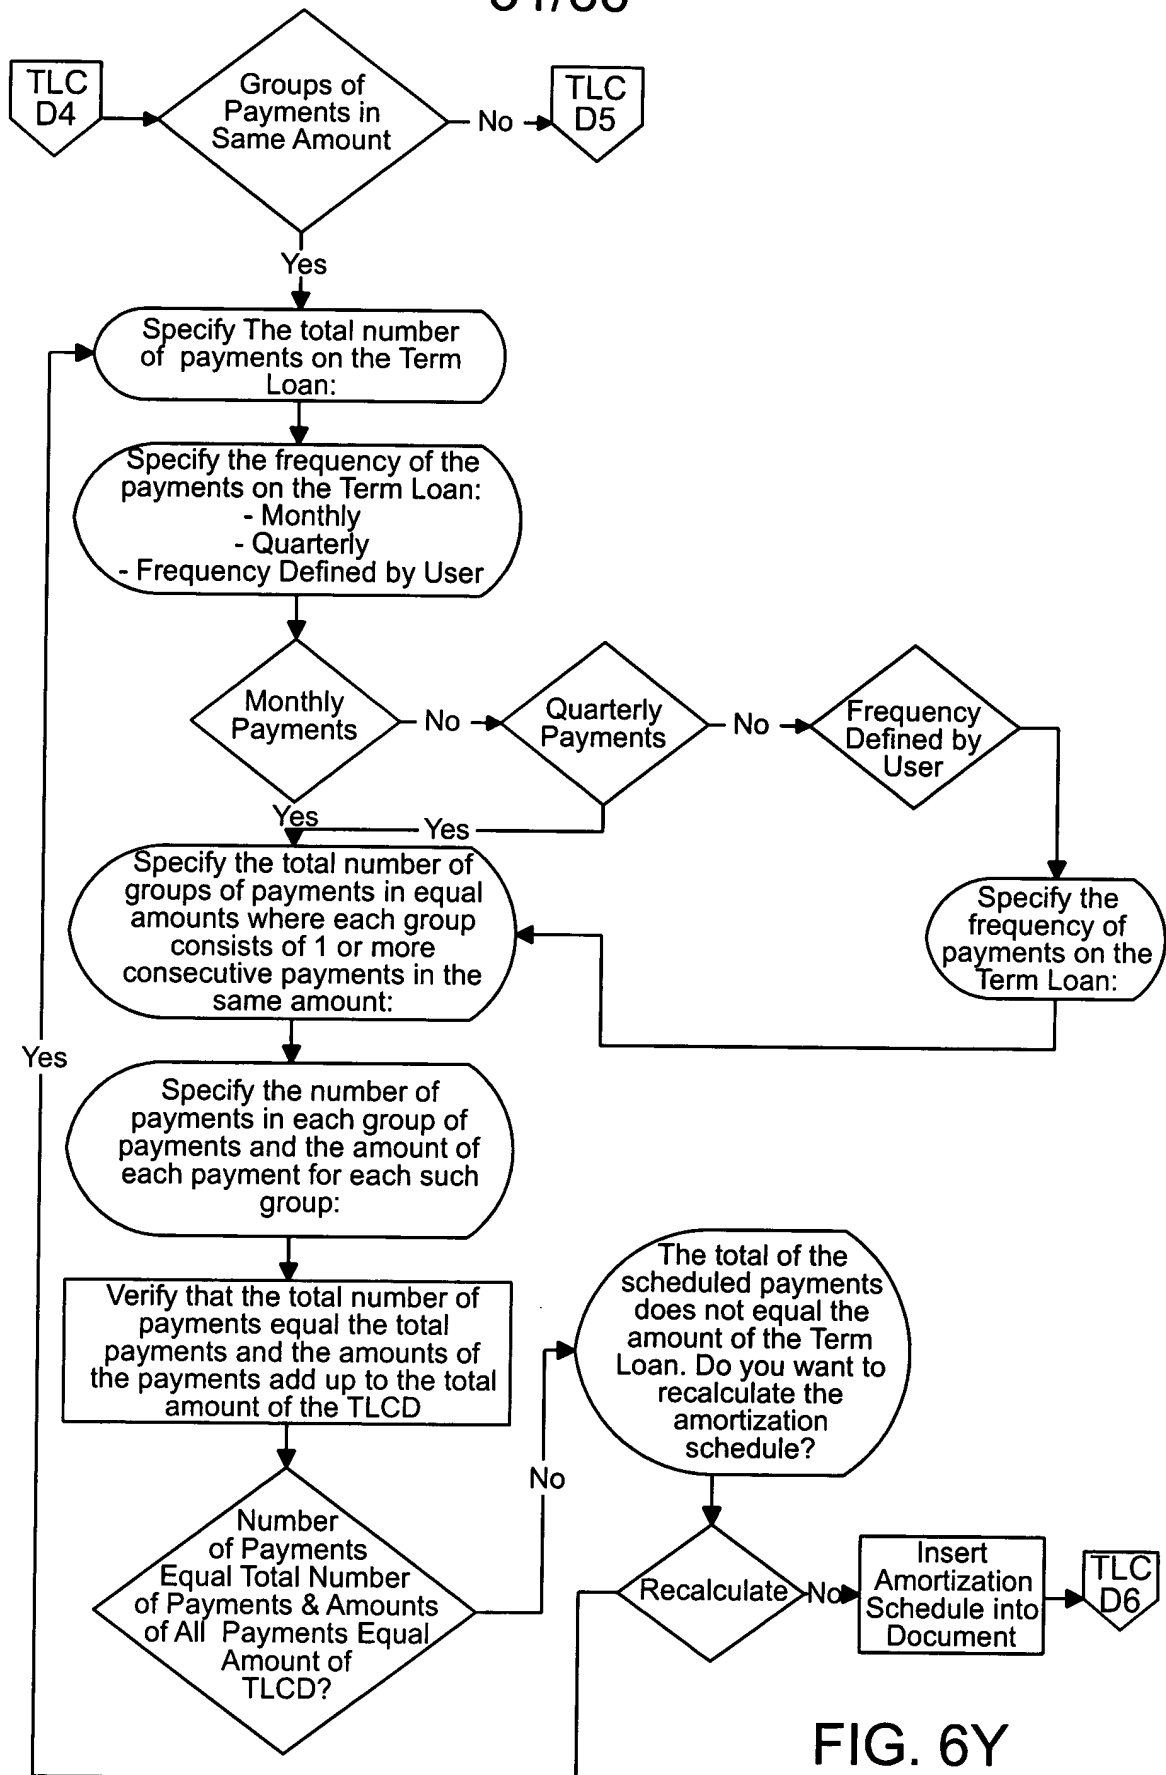 TLC
D4
Groups of
Payments in
Same Amount
No
TLC
D5
Yes
Specify The total number
of payments on the Term
Loan:
Specify the frequency of the
payments on the Term Loan:
- Monthly
- Quarterly
- Frequency Defined by User
Monthly
Payments
No
Quarterly
Payments
No
Frequency
Defined by
User
Yes
Yes
Specify the total number of
groups of payments in equal
amounts where each group
consists of 1 or more
consecutive payments in the
same amount:
Specify the
frequency of
payments on the
Term Loan:
Yes
Specify the number of
payments in each group of
payments and the amount of
each payment for each such
group:
Verify that the total number of
payments equal the total
payments and the amounts of
the payments add up to the total
amount of the TLCD
The total of the
scheduled payments
does not equal the
amount of the Term
Loan. Do you want to
recalculate the
amortization
schedule?
No
Number
of Payments
Equal Total Number
of Payments & Amounts
of All Payments Equal
Amount of
TLCD?
Recalculate
No
Insert
Amortization
Schedule into
Document
TLC
D6
FIG. 6Y